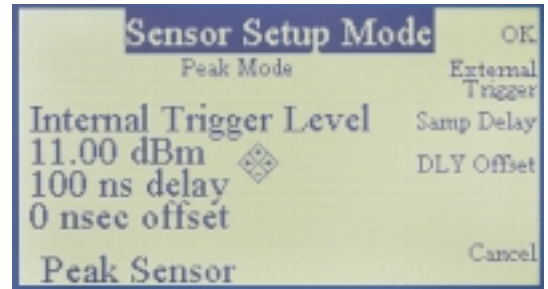 Sensor Setup Mode
OK
Peak Mode
External
Trigger
Internal Trigger Level
Samp Delay
11.00 dBm
DLY Offset
100 ns delay
0 nsec offset
Cancel
Peak Sensor